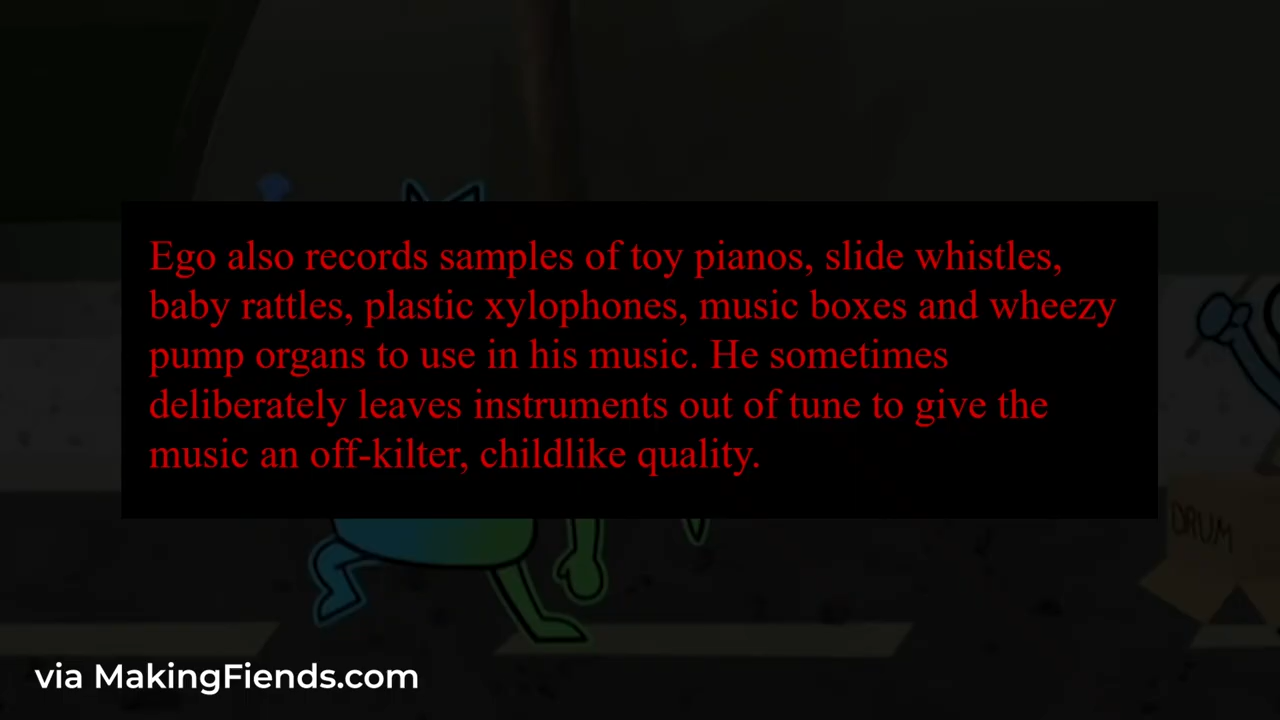 Ego also records samples of toy pianos, slide whistles,
baby rattles, plastic xylophones, music boxes and wheezy
pump organs to use in his music. He sometimes
deliberately leaves instruments out of tune to give the
music an off-kilter, childlike quality.
DRUM
via MakingFiends.com